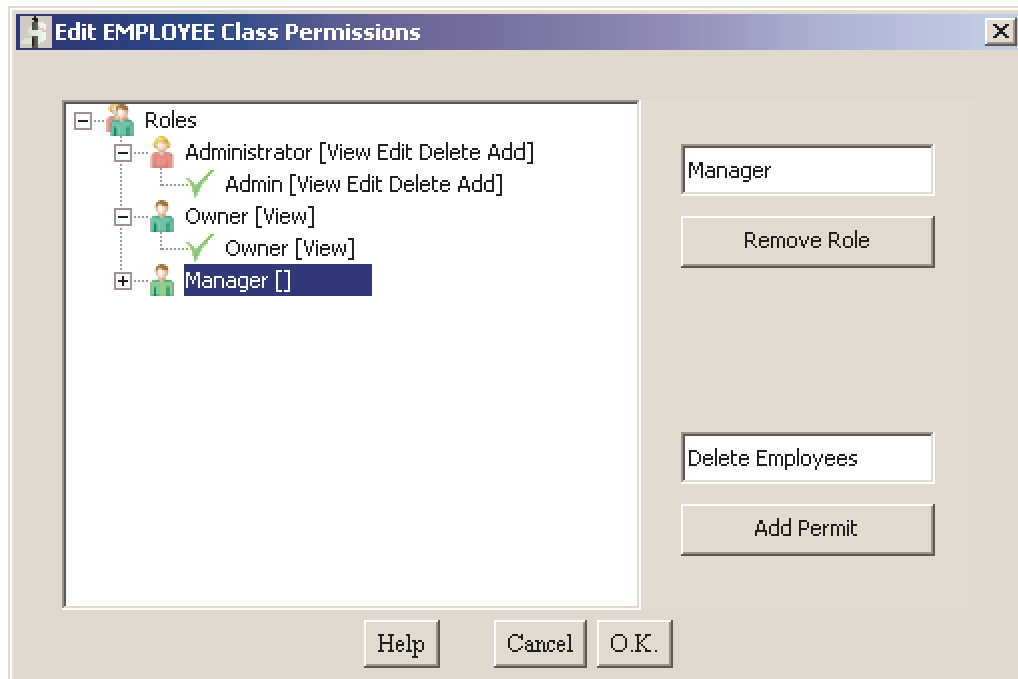 Edit EMPLOYEE Class Permissions
Roles
Administrator [View Edit Delete Add]
Admin [View Edit Delete Add]
Owner [View]
Owner [View]
Manager []
Manager
Remove Role
Delete Employees
Add Permit
Help
Cancel
O.K.